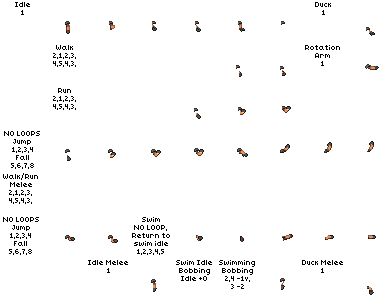 Idle
1
Duck
1
Walk
2,1,2,3,
4,5,4,3,
Rotation
Arm
1
Run
2,1,2,3,
4,5,4,3,
NO LOOPS
Jump
1,2,3,4
Fall
5,6,7,8
Walk/Run
Melee
2,1,2,3,
4,5,4,3,
NO LOOPS
Jump
1,2,3,4
Fall
5,6,7,8
Swim
NO LOOP,
Return to
swim idle
1,2,3,4,5
Idle Melee
1
Swim Idle
Bobbing
Idle +0
Swimming
Bobbing
2,4 -1v,
3 -2
Duck Melee
1